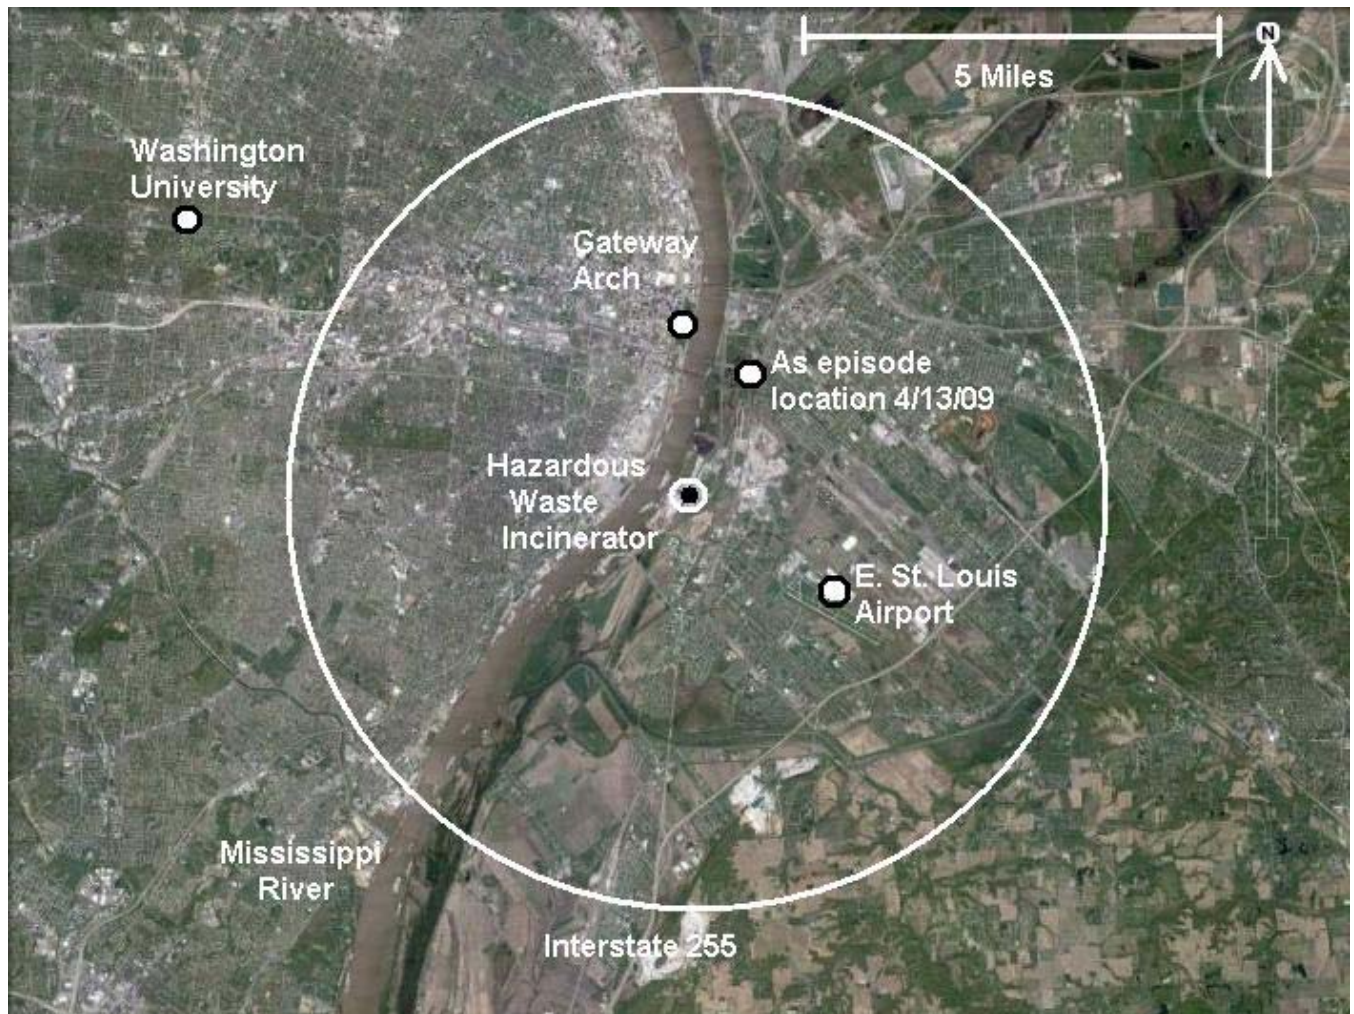 N
5 Miles
Washington
University
Gateway
Arch
As episode
location 4/13/09
Hazardous
Waste
Incinerator
E. St. Louis
Airport
Mississippi
River
Interstate 255